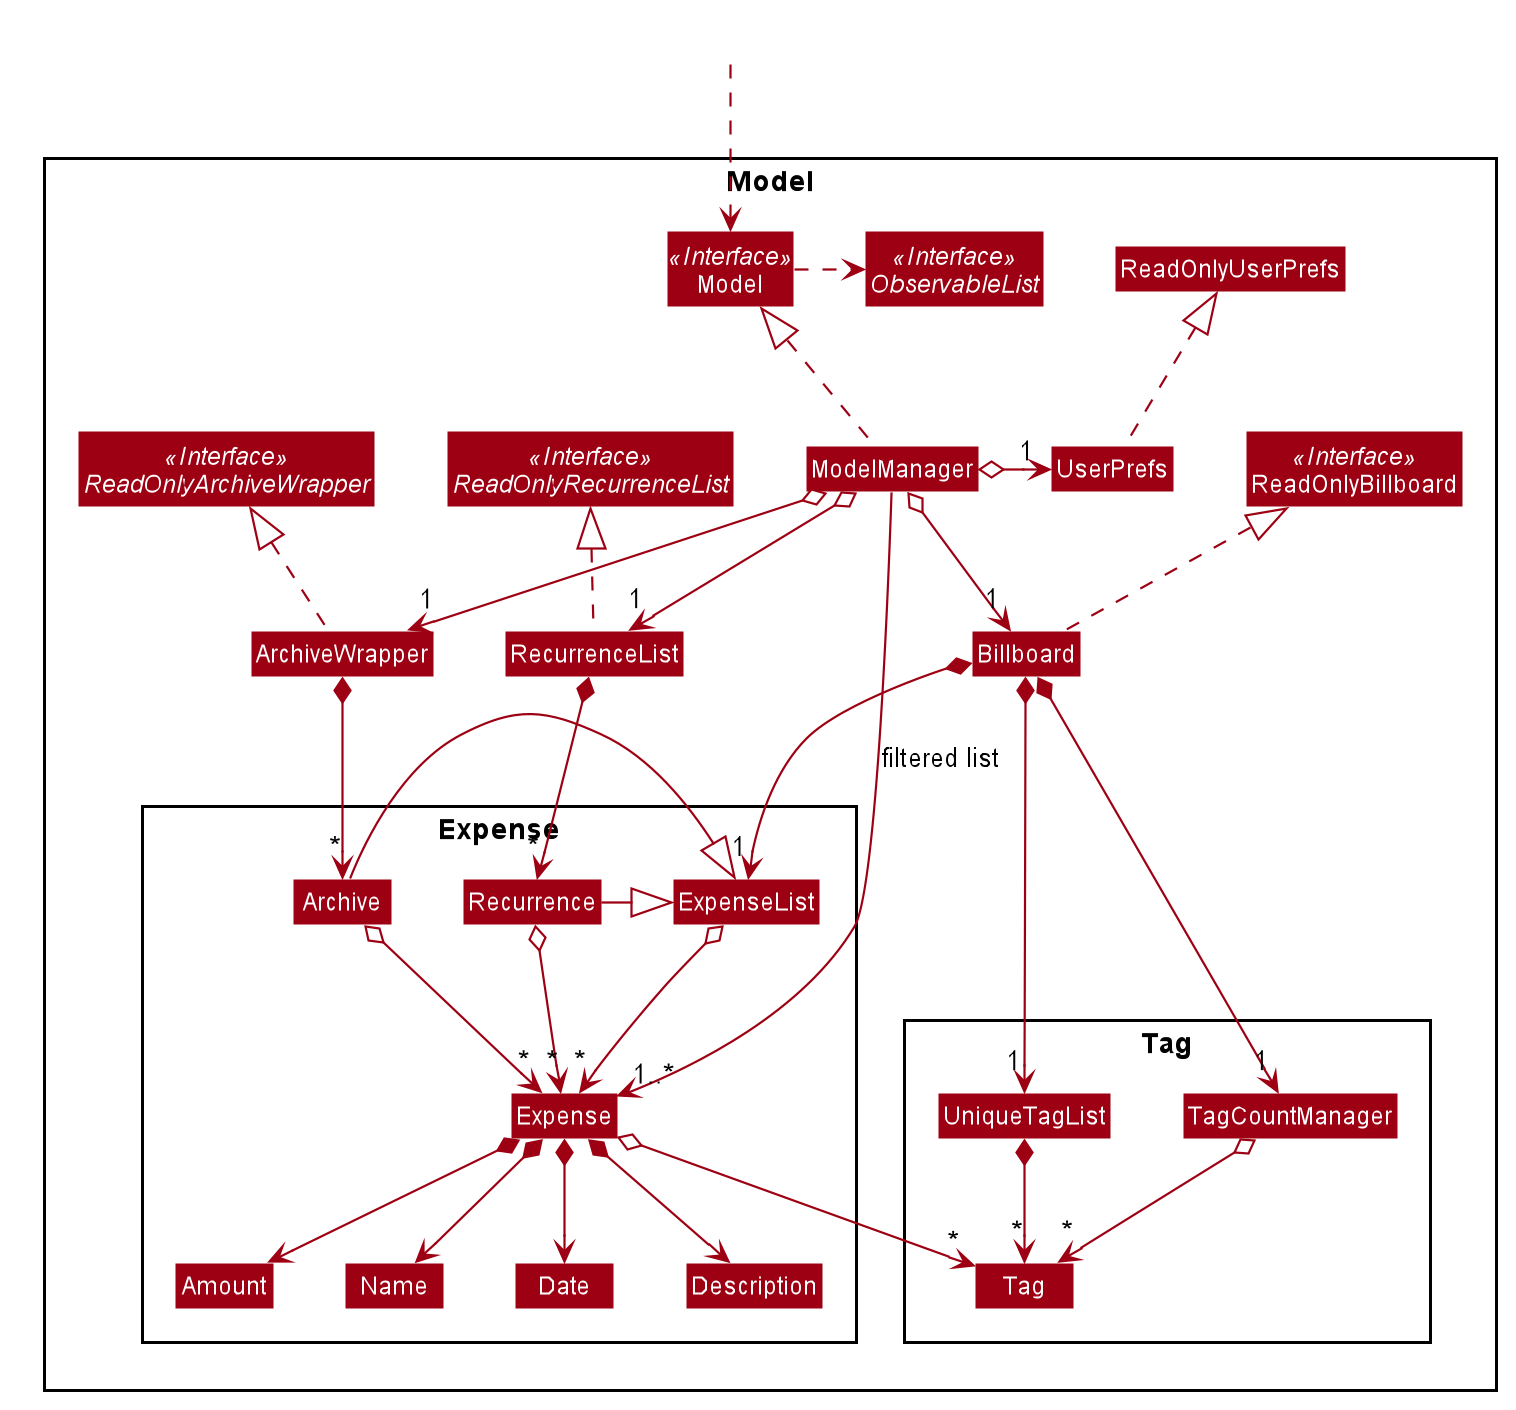 Model
«Interface»
Model
«Interface»
ObservableList
ReadOnlyUserPrefs
«Interface»
ReadOnlyArchiveWrapper
«Interface»
ReadOnlyRecurrenceList
ModelManager
1
UserPrefs
«Interface»
ReadOnlyBillboard
1
1
1
ArchiveWrapper
RecurrenceList
Billboard
filtered list
Expense
*
*
1
Archive
Recurrence
ExpenseList
Tag
*
*
*
1..*
1
1
Expense
UniqueTagList
TagCountManager
*
*
*
Amount
Name
Date
Description
Tag